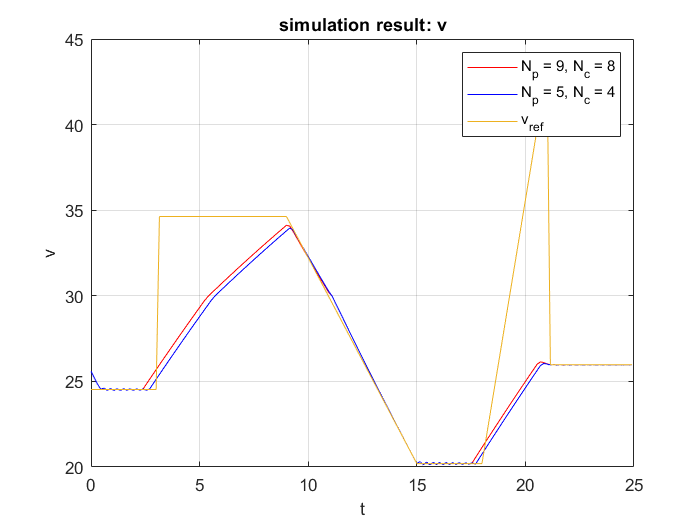 simulation result: v
45
40
35
30
25
20
v
0
5
10
15
20
25
t
N_p = 9, N_c = 8
N_p = 5, N_c = 4
v_ref